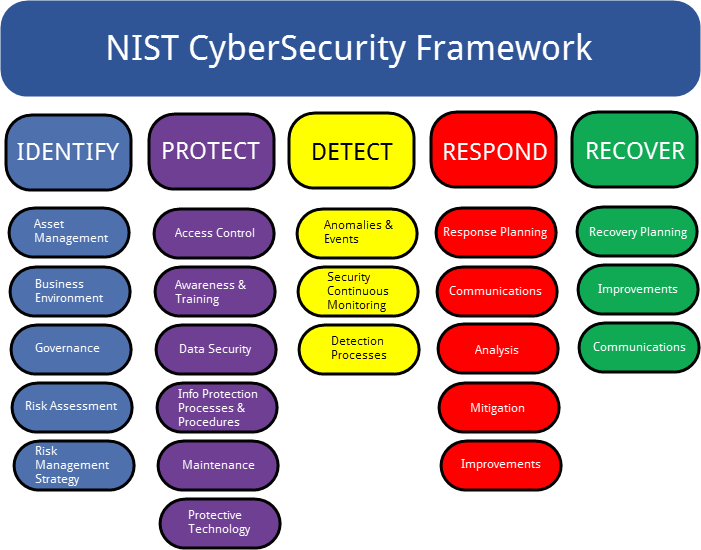 NIST CyberSecurity Framework
IDENTIFY
PROTECT
DETECT
RESPOND
RECOVER
Asset
Management
Business
Environment
Governance
Risk Assessment
Risk
Management
Strategy
Access Control
Awareness &
Training
Data Security
Info Protection
Processes &
Procedures
Maintenance
Protective
Technology
Anomalies &
Events
Security
Continuous
Monitoring
Detection
Processes
Response Planning
Communications
Analysis
Mitigation
Improvements
Recovery Planning
Improvements
Communications